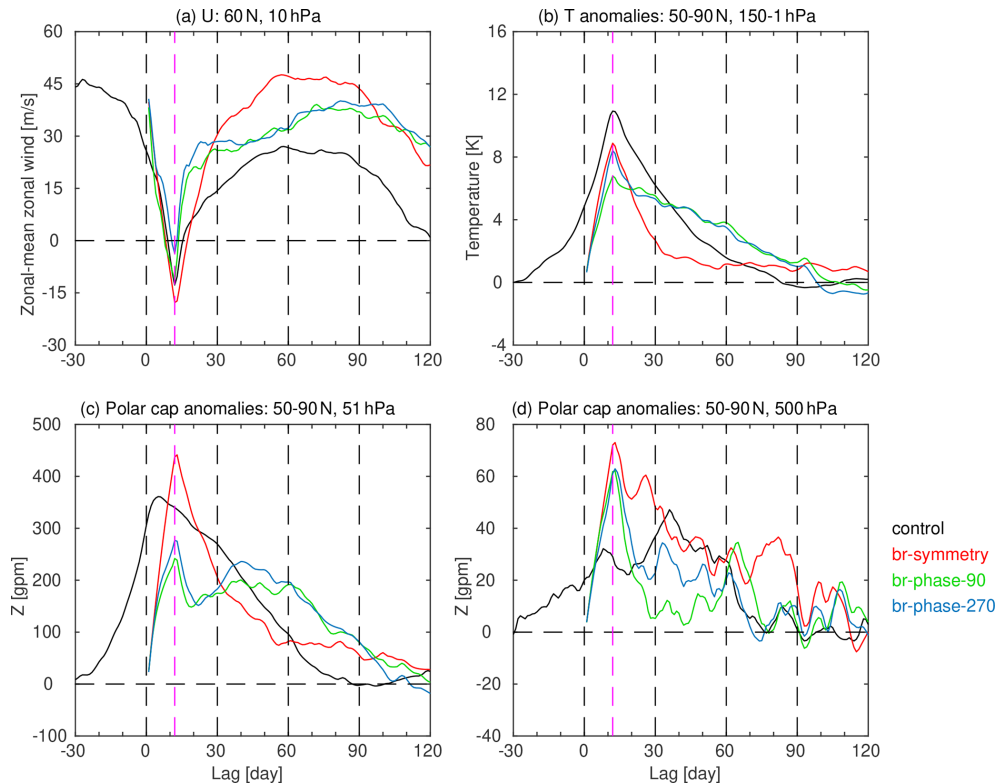 (a) U: 60 N, 10 hPa
60
45
30
15
0
-15
-30
Zonal-mean zonal wind [m/s]
-30 0 30 60 90 120
(b) T anomalies: 50-90 N, 150-1 hPa
16
12
8
4
0
-4
Temperature [K]
-30 0 30 60 90 120
(c) Polar cap anomalies: 50-90 N, 51 hPa
500
400
300
200
100
0
-100
Z [gpm]
-30 0 30 60 90 120
Lag [day]
(d) Polar cap anomalies: 50-90 N, 500 hPa
80
60
40
20
0
-20
-40
Z [gpm]
-30 0 30 60 90 120
Lag [day]
control
br-symmetry
br-phase-90
br-phase-270